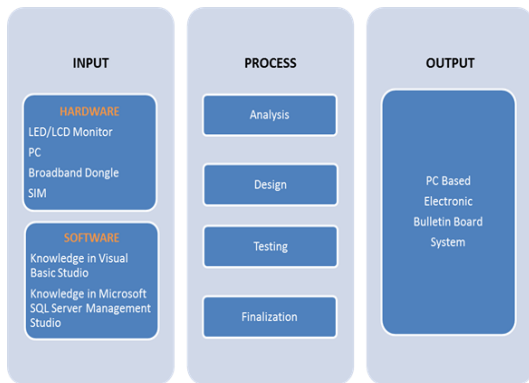 INPUT
HARDWARE
LED/LCD Monitor
PC
Broadband Dongle
SIM
SOFTWARE
Knowledge in Visual
Basic Studio
Knowledge in Microsoft
SQL Server Management
Studio
PROCESS
Analysis
Design
Testing
Finalization
OUTPUT
PC Based
Electronic
Bulletin Board
System